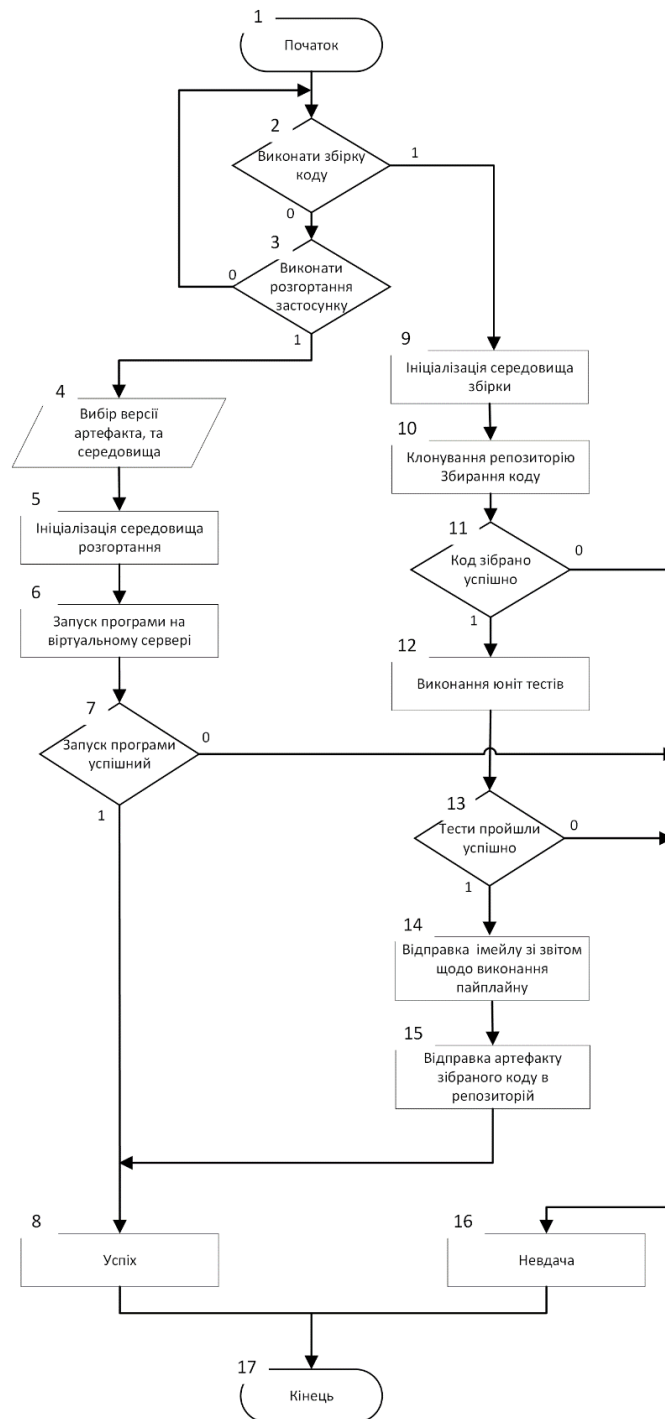 1
Початок
2
Виконати збірку
коду
1
0
3
Виконати
розгортання
застосунку
0
1
4
Вибір версії
артефакта, та
середовища
5
Ініціалізація середовища
розгортання
6
Запуск програми на
віртуальному сервері
7
Запуск програми
успішний
0
1
9
Ініціалізація середовища
збірки
10
Клонування репозиторію
Збирання коду
11
Код зібрано
успішно
0
1
12
Виконання юніт тестів
13
Тести пройшли
успішно
0
1
14
Відправка імейлу зі звітом
щодо виконання
пайплайну
15
Відправка артефакту
зібраного коду в
репозиторій
8
Успіх
16
Невдача
17
Кінець